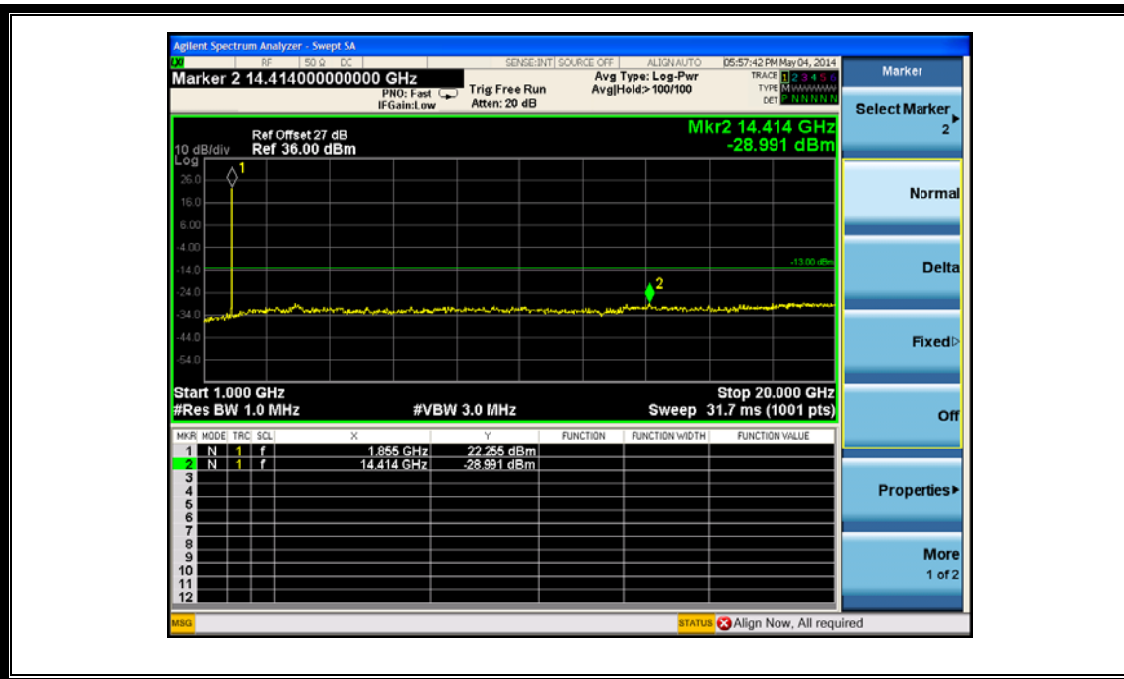 Agilent Spectrum Analyzer - Swept SA
RF 50 Ω DC SENSE:INT SOURCE OFF ALIGN AUTO 05:57:42 PM May 04, 2014
Marker 2 14.414000000000 GHz
PNO: Fast
IFGain:Low
Trig Free Run
Atten: 20 dB
Avg Type: Log-Pwr
Avg|Hold:> 100/100
TRACE 1 2 3 4 5 6
TYPE M
DET P N N N N N
Ref Offset 27 dB
10 dB/div Ref 36.00 dBm
Log
Mkr2 14.414 GHz
-28.991 dBm
26.0
16.0
6.00
-4.00
-14.0
-24.0
-34.0
-44.0
-54.0
1
2
-13.00 dBm
Start 1.000 GHz Stop 20.000 GHz
#Res BW 1.0 MHz #VBW 3.0 MHz Sweep 31.7 ms (1001 pts)
MKR MODE TRC SCL X Y FUNCTION FUNCTION WIDTH FUNCTION VALUE
1 N 1 f 1.855 GHz 22.255 dBm
2 N 1 f 14.414 GHz -28.991 dBm
3
4
5
6
7
8
9
10
11
12
MSG STATUS Align Now, All required
Marker
Select Marker
2
Normal
Delta
Fixed
Off
Properties
More
1 of 2